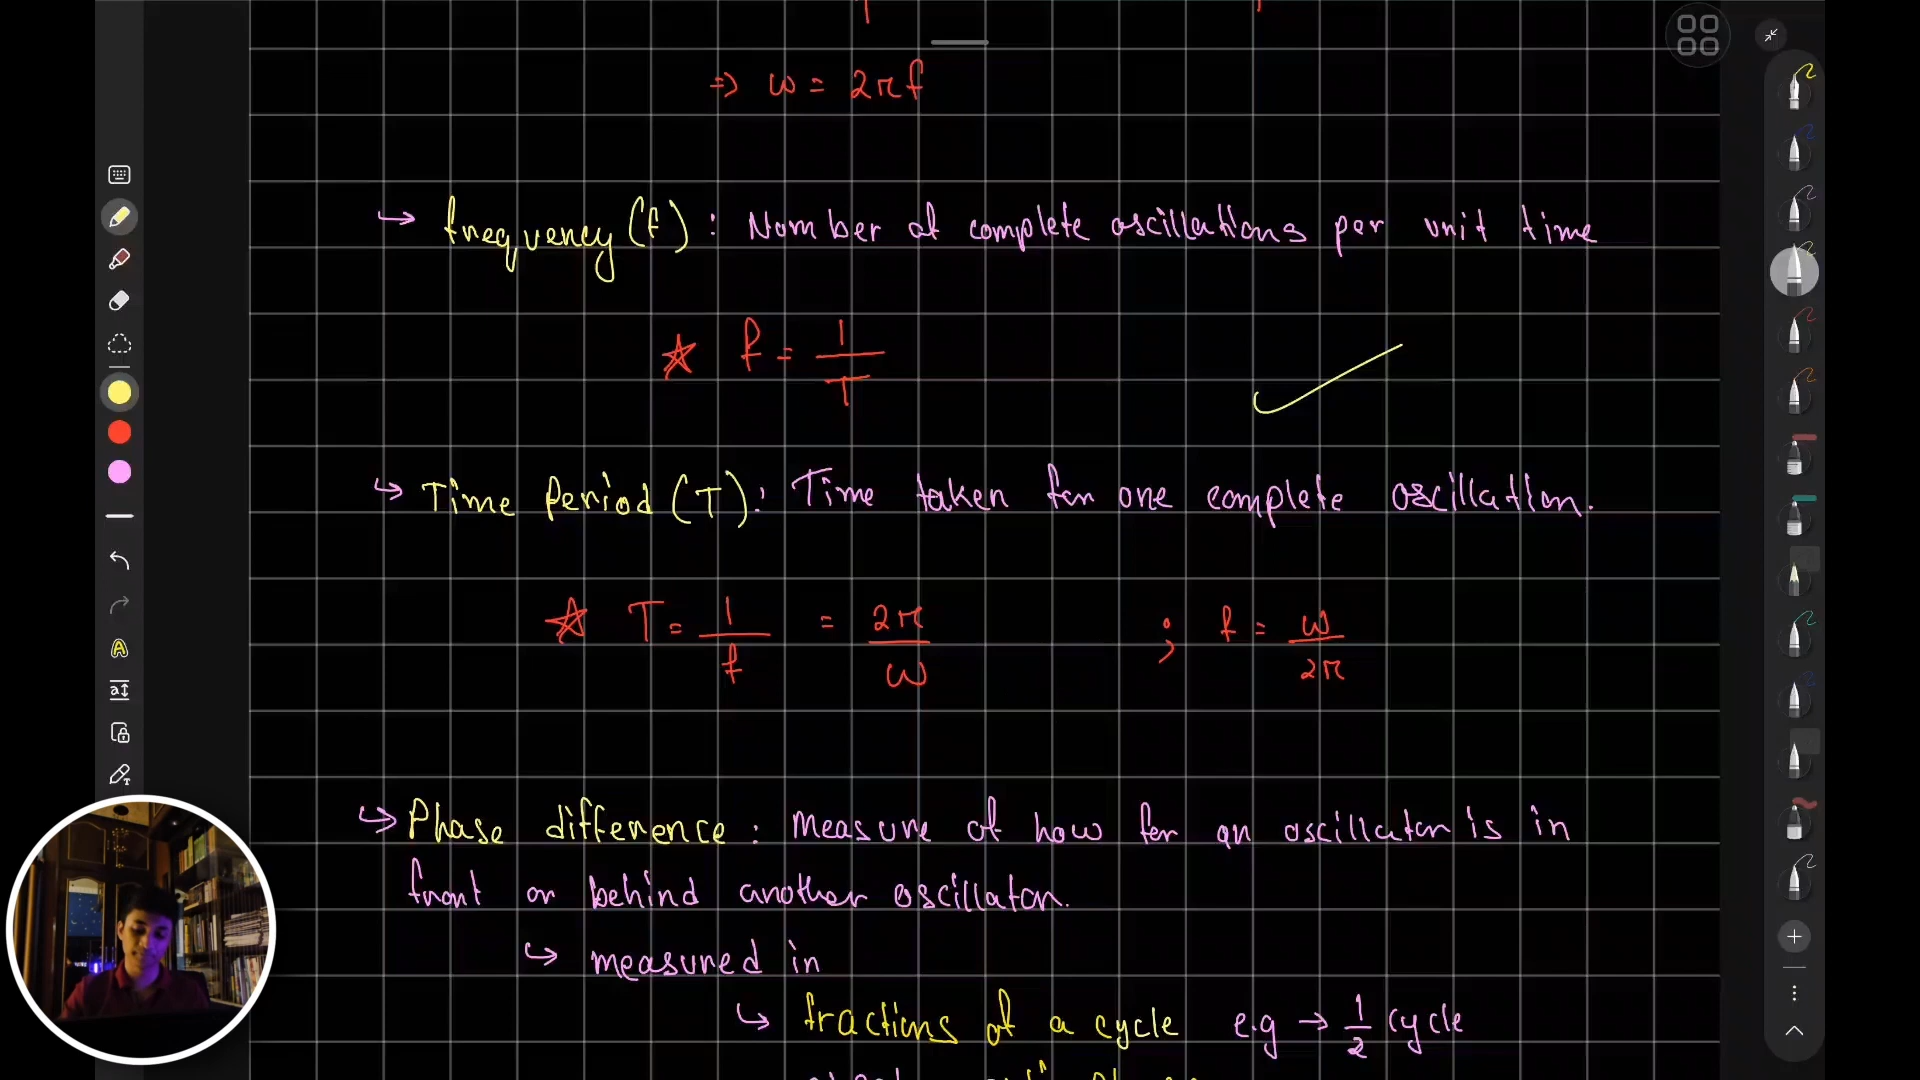 ⇒ ω = 2πf
↳ frequency (f) : Number of complete oscillations per unit time
☆ f = 1/T
↳ Time Period (T) : Time taken for one complete oscillation.
☆ T = 1/f = 2π/ω ; f = ω/2π
↳ Phase difference : measure of how far an oscillator is in
front or behind another oscillator.
↳ measured in
↳ fractions of a cycle e.g → 1/2 cycle